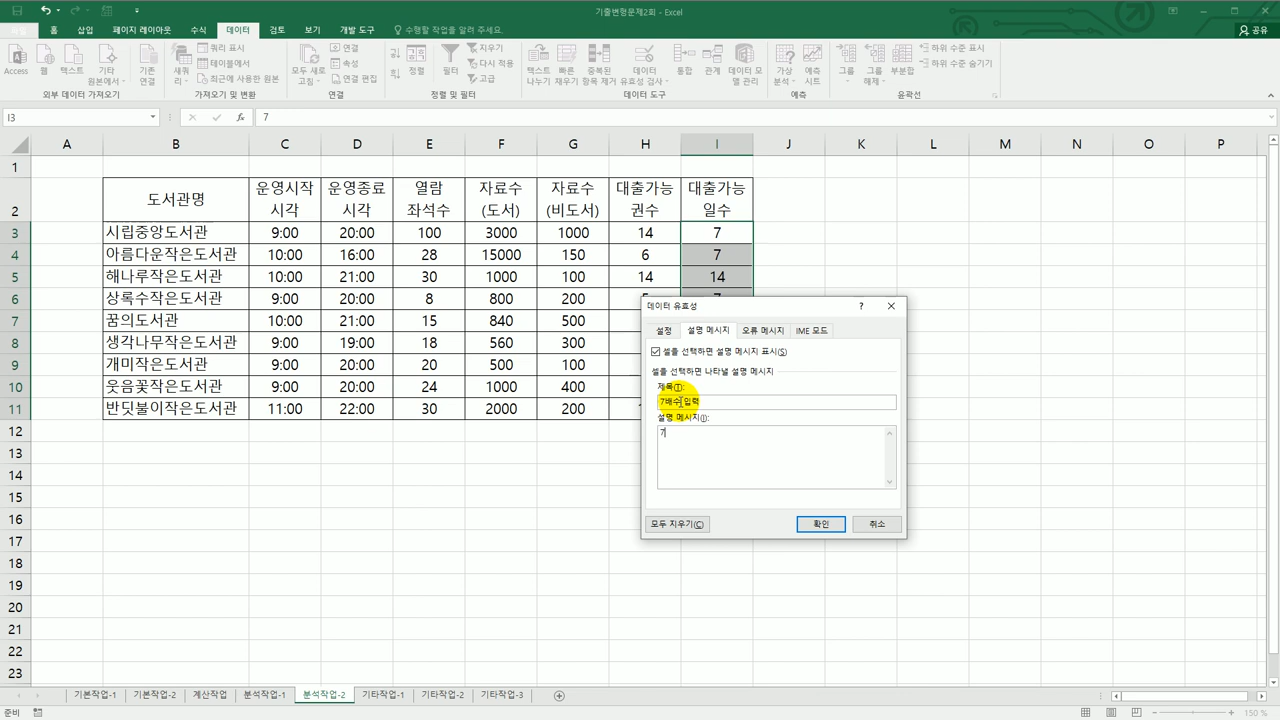 기출변형문제2회 - Excel
홈 삽입 페이지 레이아웃 수식 데이터 검토 보기 개발 도구 수행할 작업을 알려 주세요. 공유
Access 웹 텍스트 기타 원본에서 기존 연결
외부 데이터 가져오기
새 쿼리 쿼리 표시 테이블에서 최근에 사용한 원본
가져오기 및 변환
모두 새로 고침 연결 속성 연결 편집
연결
정렬 필터 지우기 다시 적용 고급
정렬 및 필터
텍스트 나누기 빠른 채우기 중복된 항목 제거 데이터 유효성 검사 통합 관계 데이터 모델 관리
데이터 도구
가상 분석 예측 시트
예측
그룹 그룹 해제 부분합 하위 수준 표시 하위 수준 숨기기
윤곽선
I3 fx 7
A B C D E F G H I J K L M N O P
1
2 도서관명 운영시작 시각 운영종료 시각 열람 좌석수 자료수 (도서) 자료수 (비도서) 대출가능 권수 대출가능 일수
3 시립중앙도서관 9:00 20:00 100 3000 1000 14 7
4 아름다운작은도서관 10:00 16:00 28 15000 150 6 7
5 해나루작은도서관 10:00 21:00 30 1000 100 14 14
6 상록수작은도서관 9:00 20:00 8 800 200
7 꿈의도서관 10:00 21:00 15 840 500
8 생각나무작은도서관 9:00 19:00 18 560 300
9 개미작은도서관 9:00 20:00 20 500 100
10 웃음꽃작은도서관 9:00 20:00 24 1000 400
11 반딧불이작은도서관 11:00 22:00 30 2000 200
12
13
14
15
16
17
18
19
20
21
22
23
데이터 유효성 ?
설정 설명 메시지 오류 메시지 IME 모드
셀을 선택하면 설명 메시지 표시(S)
셀을 선택하면 나타낼 설명 메시지
제목(T):
7배수 입력
설명 메시지(I):
7
모두 지우기(C) 확인 취소
기본작업-1 기본작업-2 계산작업 분석작업-1 분석작업-2 기타작업-1 기타작업-2 기타작업-3
준비 150 %